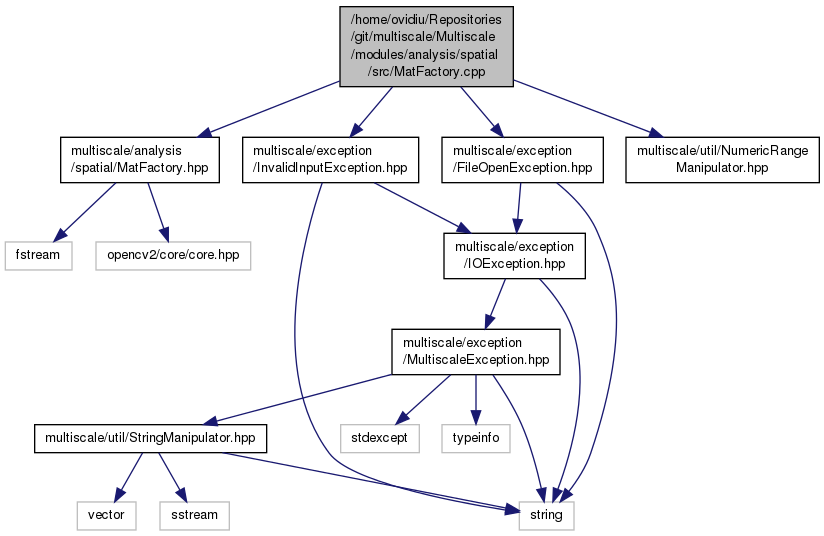 /home/ovidiu/Repositories
/git/multiscale/Multiscale
/modules/analysis/spatial
/src/MatFactory.cpp
multiscale/analysis
/spatial/MatFactory.hpp
multiscale/exception
/InvalidInputException.hpp
multiscale/exception
/FileOpenException.hpp
multiscale/util/NumericRange
Manipulator.hpp
fstream
opencv2/core/core.hpp
multiscale/exception
/IOException.hpp
multiscale/exception
/MultiscaleException.hpp
multiscale/util/StringManipulator.hpp
stdexcept
typeinfo
vector
sstream
string